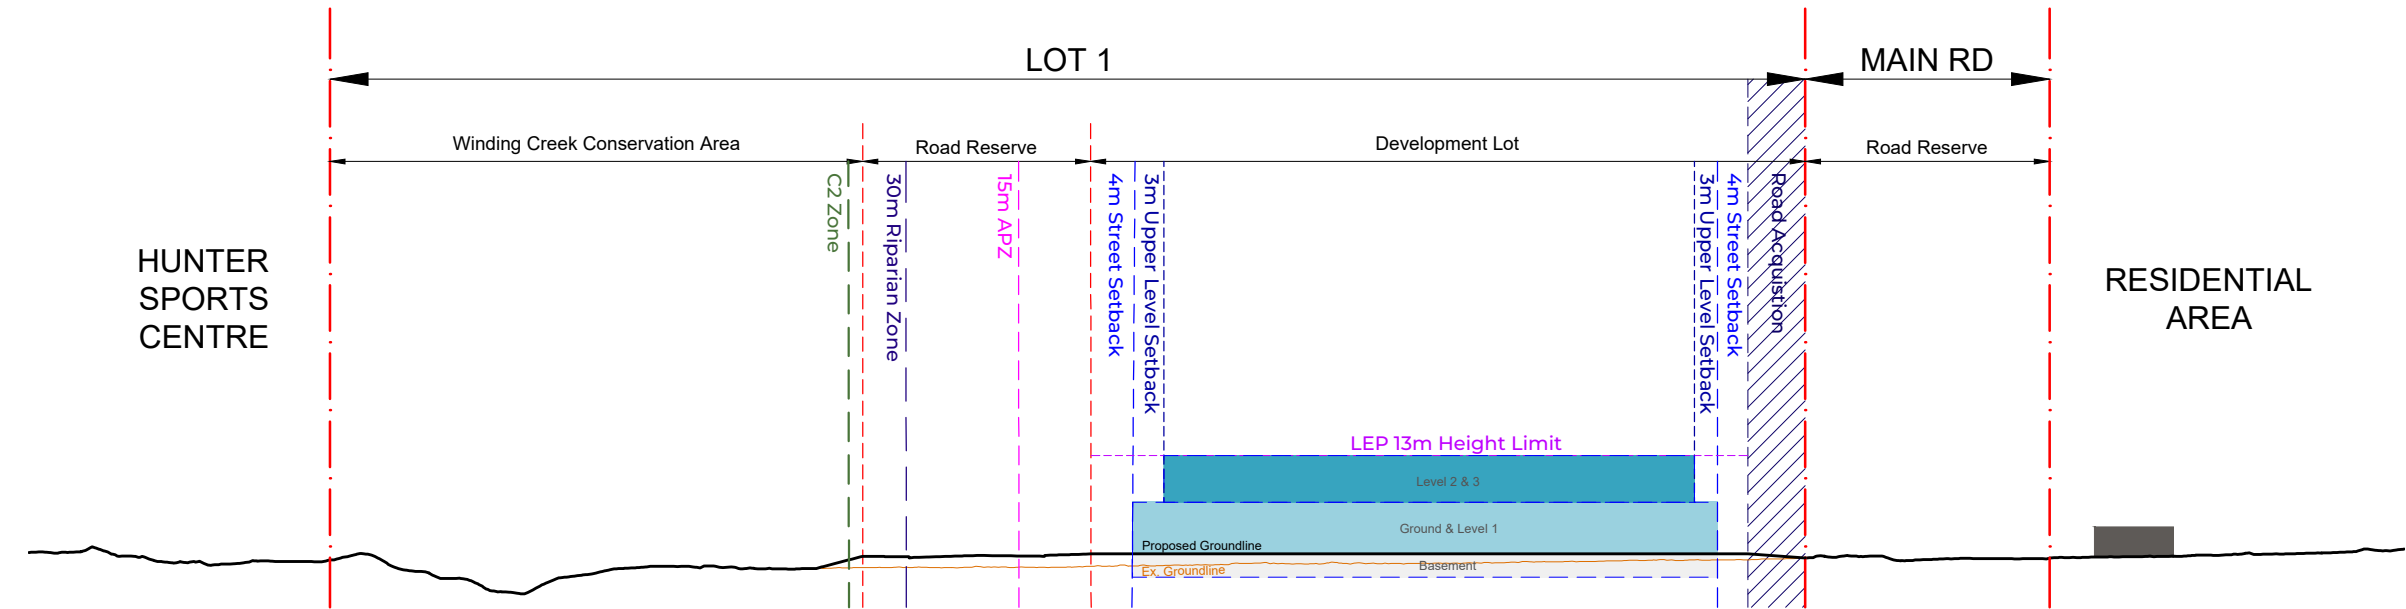 LOT 1
MAIN RD
Winding Creek Conservation Area
Road Reserve
Development Lot
Road Reserve
C2 Zone
30m Riparian Zone
15m APZ
4m Street Setback
3m Upper Level Setback
3m Upper Level Setback
4m Street Setback
Road Acquistion
HUNTER
SPORTS
CENTRE
RESIDENTIAL
AREA
LEP 13m Height Limit
Level 2 & 3
Ground & Level 1
Proposed Groundline
Ex. Groundline
Basement